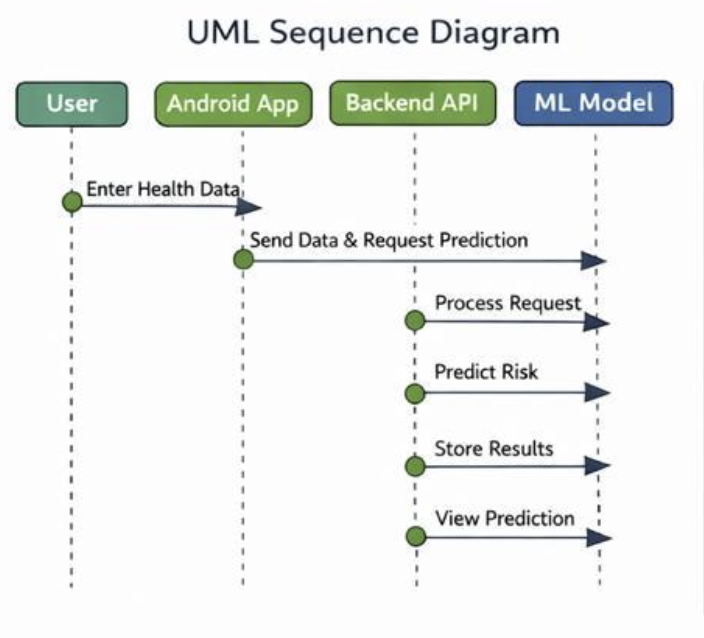 UML Sequence Diagram
User
Android App
Backend API
ML Model
Enter Health Data
Send Data & Request Prediction
Process Request
Predict Risk
Store Results
View Prediction